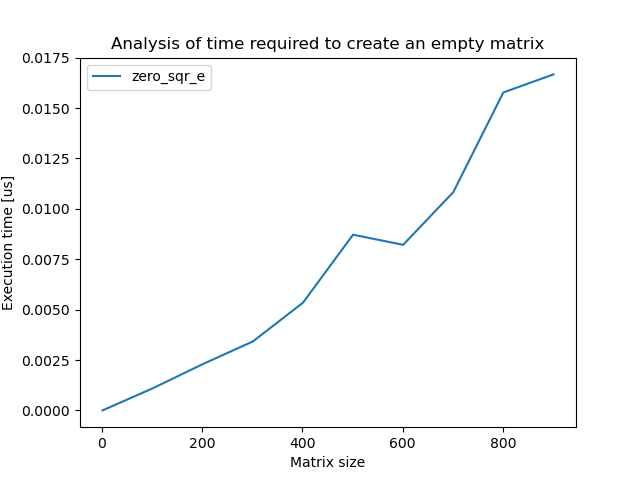 Analysis of time required to create an empty matrix
zero_sqr_e
Execution time [us]
0.0175
0.0150
0.0125
0.0100
0.0075
0.0050
0.0025
0.0000
0 200 400 600 800
Matrix size